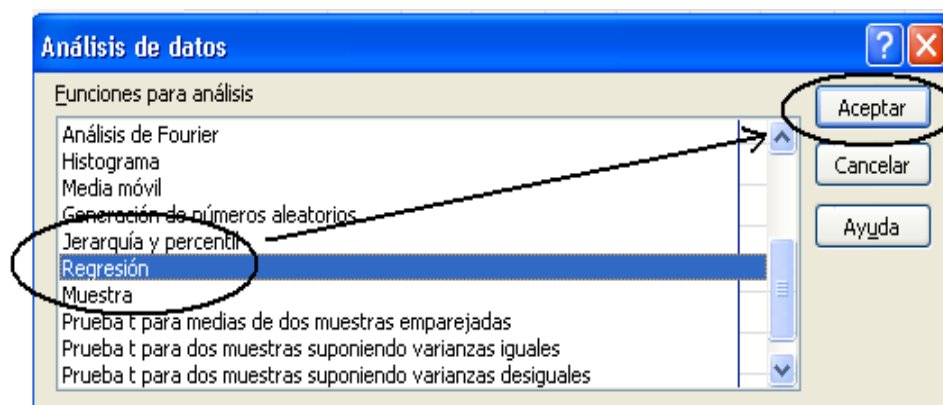 Análisis de datos
Funciones para análisis
Análisis de Fourier
Histograma
Media móvil
Generación de números aleatorios
Jerarquía y percentil
Regresión
Muestra
Prueba t para medias de dos muestras emparejadas
Prueba t para dos muestras suponiendo varianzas iguales
Prueba t para dos muestras suponiendo varianzas desiguales
Aceptar
Cancelar
Ayuda